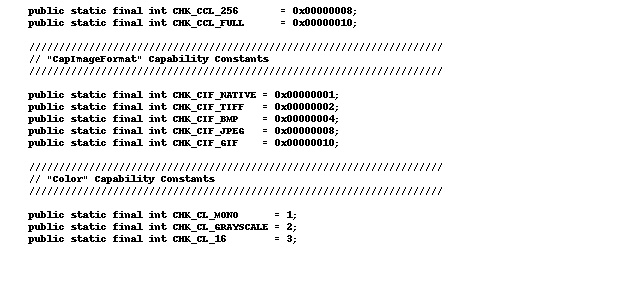 public static final int CHK_CCL_256       = 0x00000008;
public static final int CHK_CCL_FULL      = 0x00000010;
/////////////////////////////////////////////////////////////////////
// "CapImageFormat" Capability Constants
/////////////////////////////////////////////////////////////////////
public static final int CHK_CIF_NATIVE = 0x00000001;
public static final int CHK_CIF_TIFF   = 0x00000002;
public static final int CHK_CIF_BMP    = 0x00000004;
public static final int CHK_CIF_JPEG   = 0x00000008;
public static final int CHK_CIF_GIF    = 0x00000010;
/////////////////////////////////////////////////////////////////////
// "Color" Capability Constants
/////////////////////////////////////////////////////////////////////
public static final int CHK_CL_MONO      = 1;
public static final int CHK_CL_GRAYSCALE = 2;
public static final int CHK_CL_16        = 3;